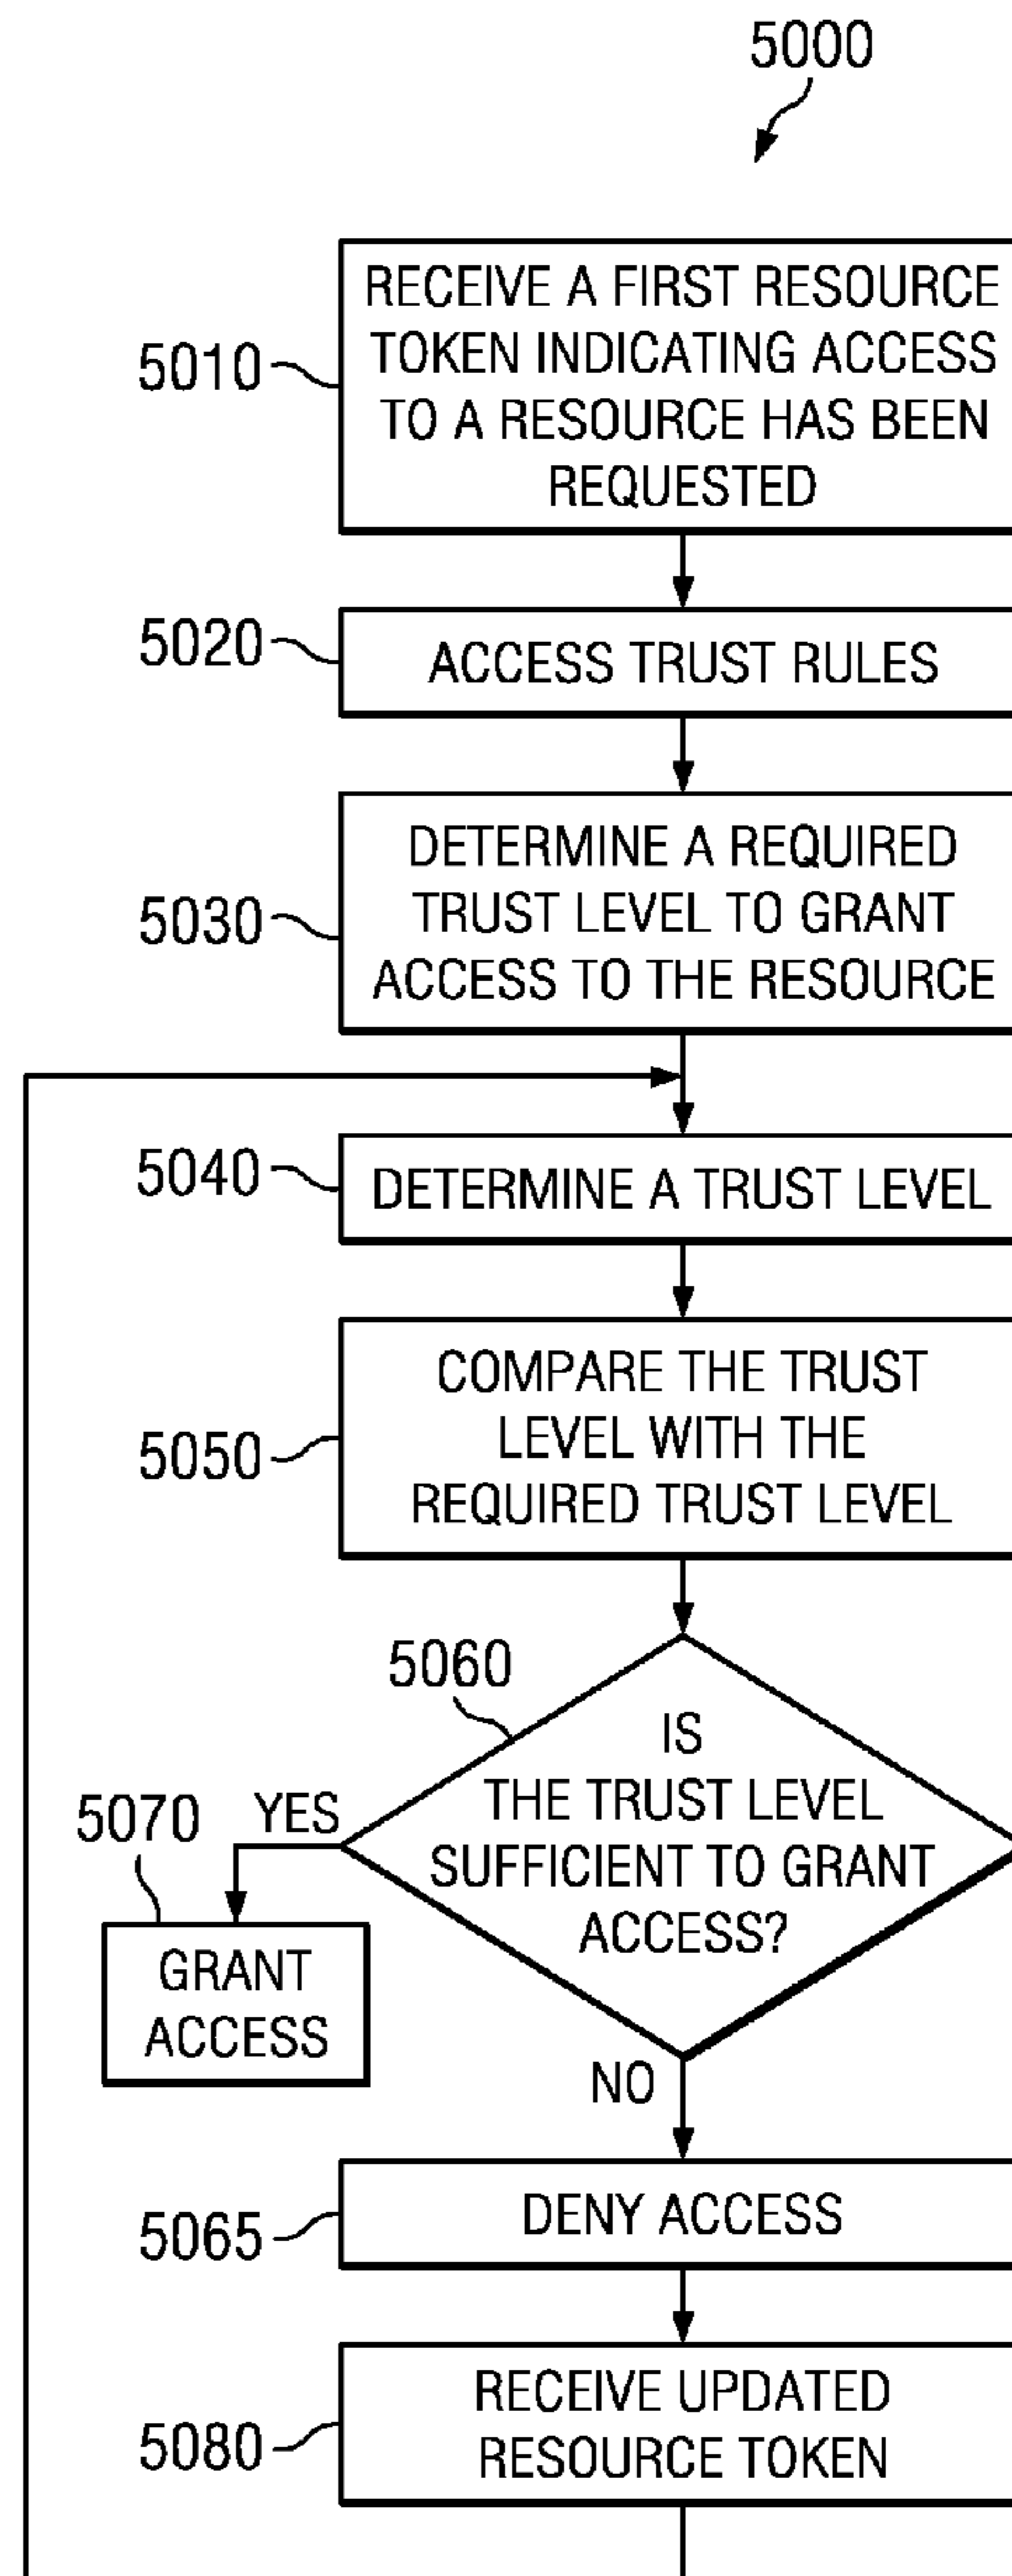 5000
RECEIVE A FIRST RESOURCE
TOKEN INDICATING ACCESS
TO A RESOURCE HAS BEEN
REQUESTED
5010
5020
ACCESS TRUST RULES
DETERMINE A REQUIRED
TRUST LEVEL TO GRANT
ACCESS TO THE RESOURCE
5030
5040
DETERMINE A TRUST LEVEL
COMPARE THE TRUST
LEVEL WITH THE
REQUIRED TRUST LEVEL
5050
5060
IS
THE TRUST LEVEL
SUFFICIENT TO GRANT
ACCESS?
YES
5070
GRANT
ACCESS
NO
5065
DENY ACCESS
5080
RECEIVE UPDATED
RESOURCE TOKEN